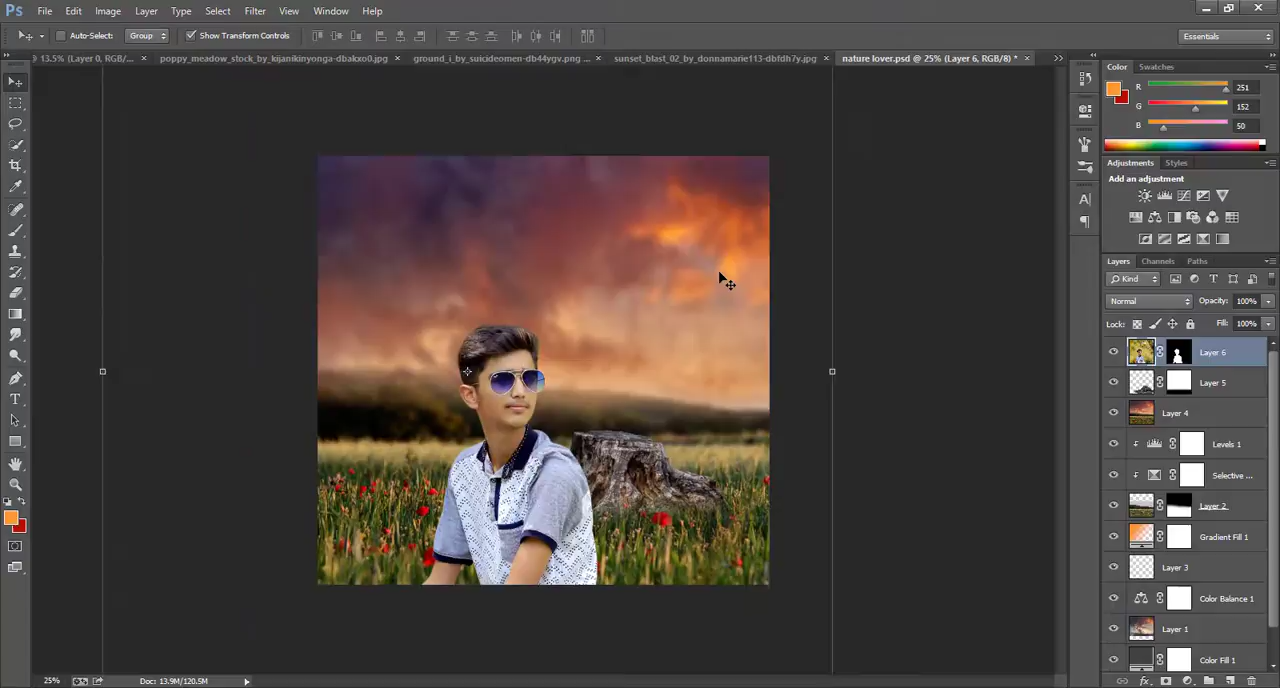 Ps File Edit Image Layer Type Select Filter View Window Help
Auto-Select: Group Show Transform Controls Essentials
13.5% (Layer 0, RGB/... × poppy_meadow_stock_by_kijanikinyonga-dbakxo0.jpg × ground_i_by_suicideomen-db44ygv.png ... × sunset_blast_02_by_donnamarie113-dbfdh7y.jpg × nature lover.psd @ 25% (Layer 6, RGB/8) * ×
Color Swatches
R 251
G 152
B 50
Adjustments Styles
Add an adjustment
Layers Channels Paths
Kind
Normal Opacity: 100%
Lock: Fill: 100%
Layer 6
Layer 5
Layer 4
Levels 1
Selective ...
Layer 2
Gradient Fill 1
Layer 3
Color Balance 1
Layer 1
Color Fill 1
25% Doc: 13.9M/120.5M